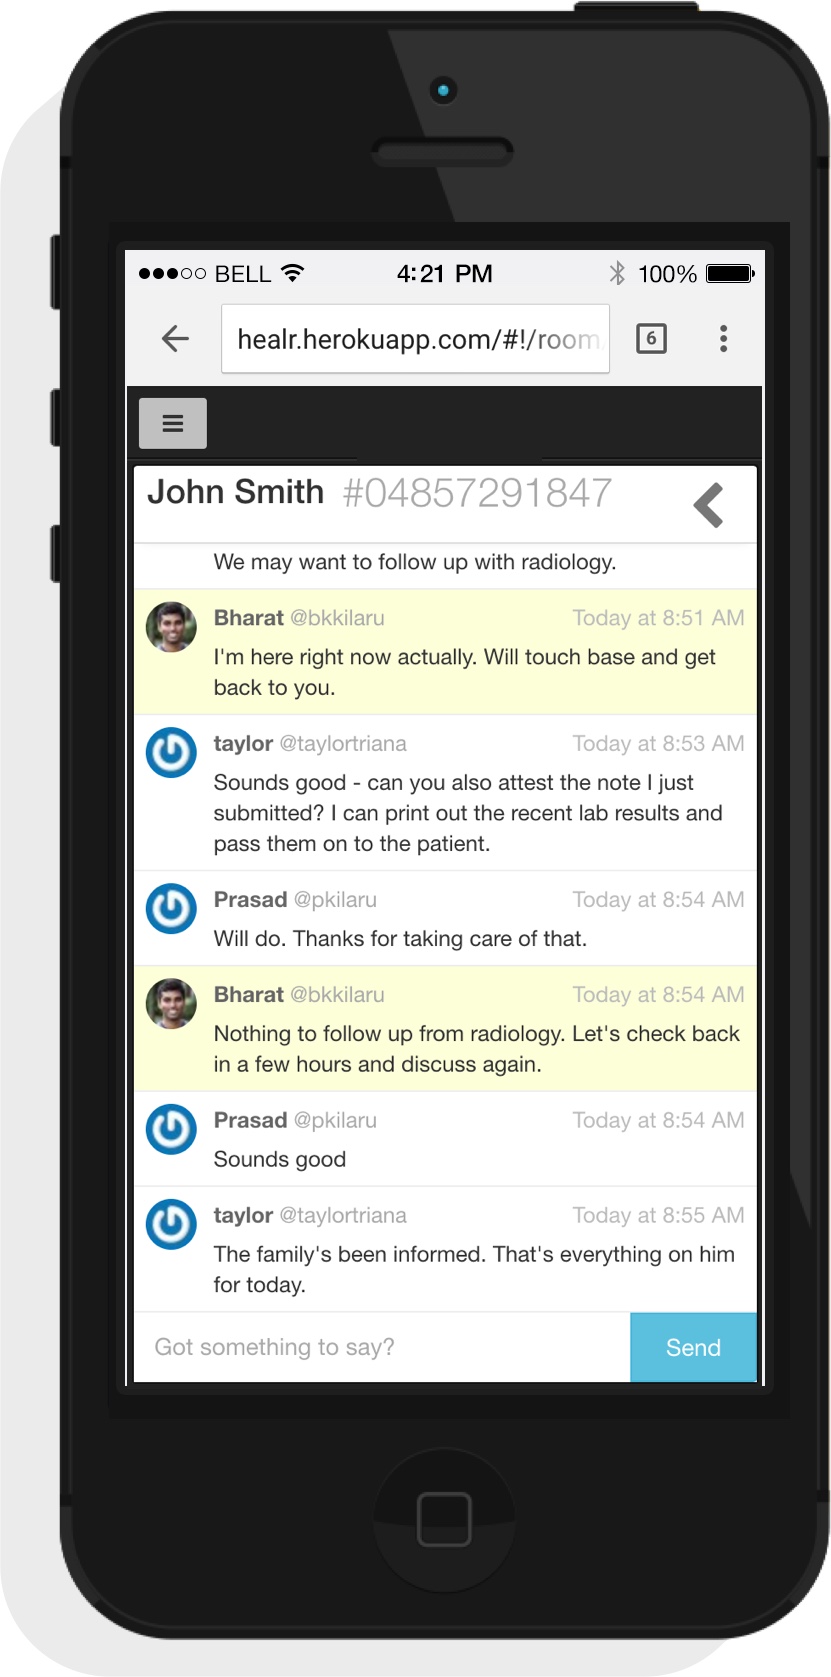 BELL 4:21 PM 100%
healr.herokuapp.com/#!/room/ 6
John Smith #04857291847
We may want to follow up with radiology.
Bharat @bkkilaru Today at 8:51 AM
I'm here right now actually. Will touch base and get
back to you.
taylor @taylortriana Today at 8:53 AM
Sounds good - can you also attest the note I just
submitted? I can print out the recent lab results and
pass them on to the patient.
Prasad @pkilaru Today at 8:54 AM
Will do. Thanks for taking care of that.
Bharat @bkkilaru Today at 8:54 AM
Nothing to follow up from radiology. Let's check back
in a few hours and discuss again.
Prasad @pkilaru Today at 8:54 AM
Sounds good
taylor @taylortriana Today at 8:55 AM
The family's been informed. That's everything on him
for today.
Got something to say? Send